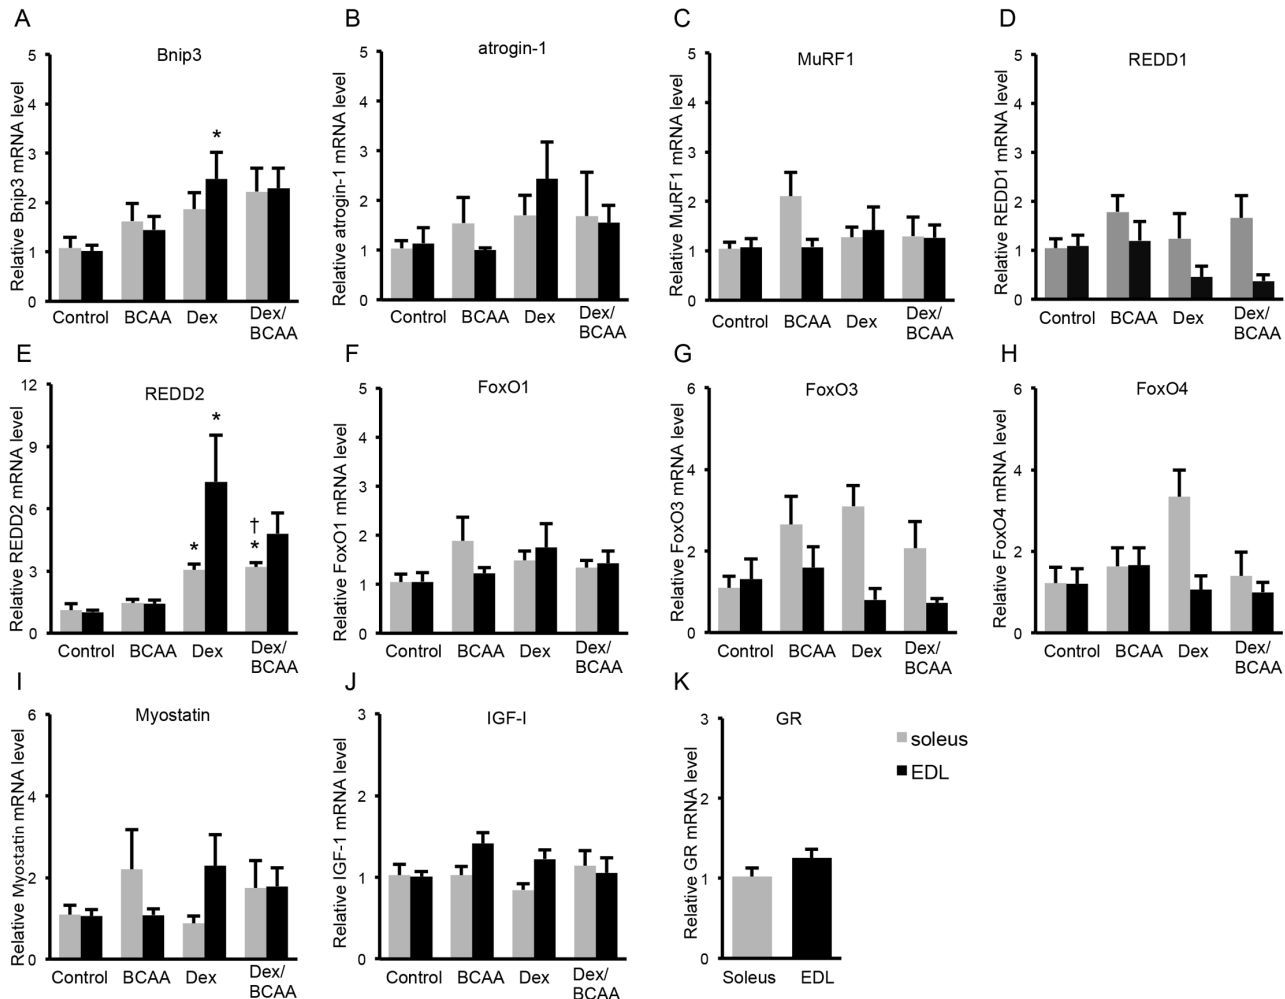 A
Bnip3
Relative Bnip3 mRNA level
5
4
3
2
1
0
*
Control BCAA Dex Dex/
BCAA
B
atrogin-1
Relative atrogin-1 mRNA level
5
4
3
2
1
0
Control BCAA Dex Dex/
BCAA
C
MuRF1
Relative MuRF1 mRNA level
5
4
3
2
1
0
Control BCAA Dex Dex/
BCAA
D
REDD1
Relative REDD1 mRNA level
5
4
3
2
1
0
Control BCAA Dex Dex/
BCAA
E
REDD2
Relative REDD2 mRNA level
12
9
6
3
0
*
*
†
*
Control BCAA Dex Dex/
BCAA
F
FoxO1
Relative FoxO1 mRNA level
5
4
3
2
1
0
Control BCAA Dex Dex/
BCAA
G
FoxO3
Relative FoxO3 mRNA level
6
4
2
0
Control BCAA Dex Dex/
BCAA
H
FoxO4
Relative FoxO4 mRNA level
6
4
2
0
Control BCAA Dex Dex/
BCAA
I
Myostatin
Relative Myostatin mRNA level
6
4
2
0
Control BCAA Dex Dex/
BCAA
J
IGF-I
Relative IGF-1 mRNA level
3
2
1
0
Control BCAA Dex Dex/
BCAA
K
GR
Relative GR mRNA level
3
2
1
0
Soleus EDL
soleus
EDL